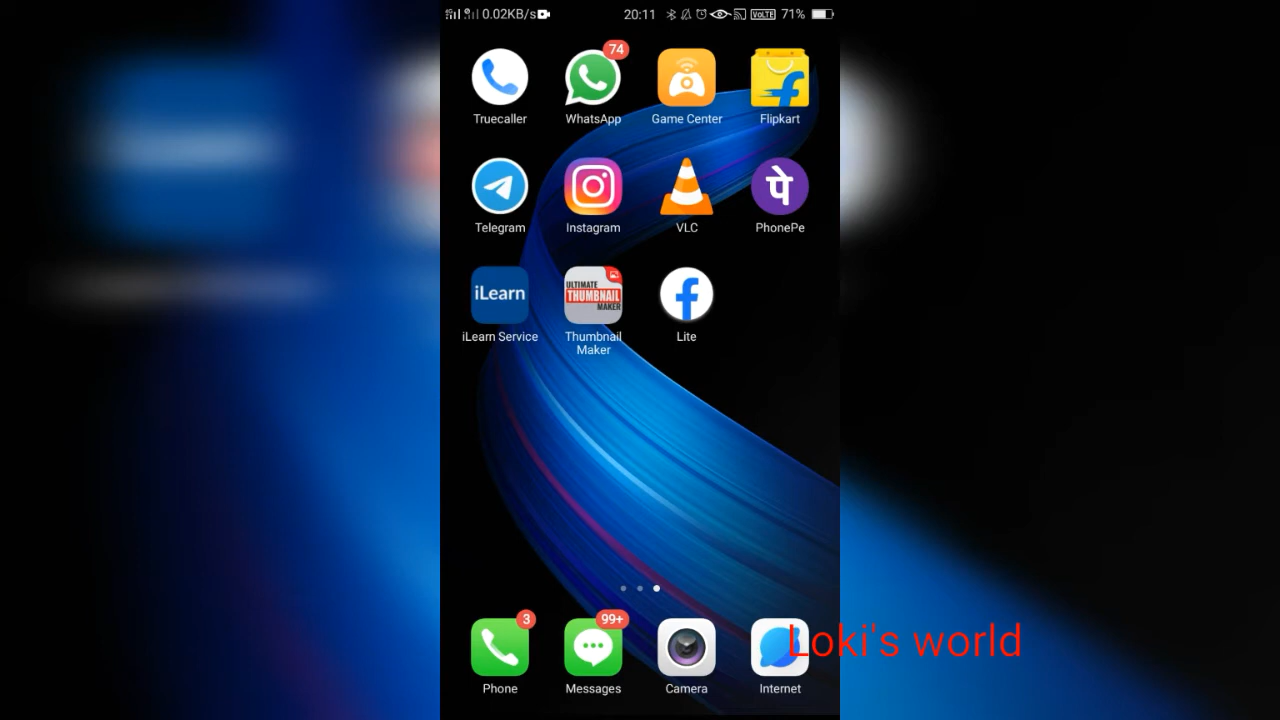 0.02KB/s 20:11 VoLTE 71%
74
Truecaller WhatsApp Game Center Flipkart
पे
Telegram Instagram VLC PhonePe
iLearn ULTIMATE THUMBNAIL MAKER
iLearn Service Thumbnail Maker Lite
3 99+
Phone Messages Camera Internet
Loki's world